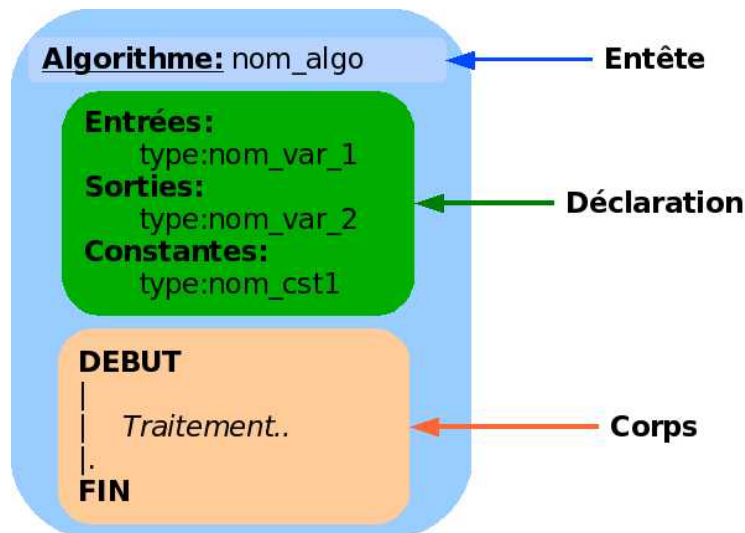 Algorithme: nom_algo
Entête
Entrées:
type:nom_var_1
Sorties:
type:nom_var_2
Constantes:
type:nom_cst1
Déclaration
DEBUT
|
| Traitement..
|.
FIN
Corps